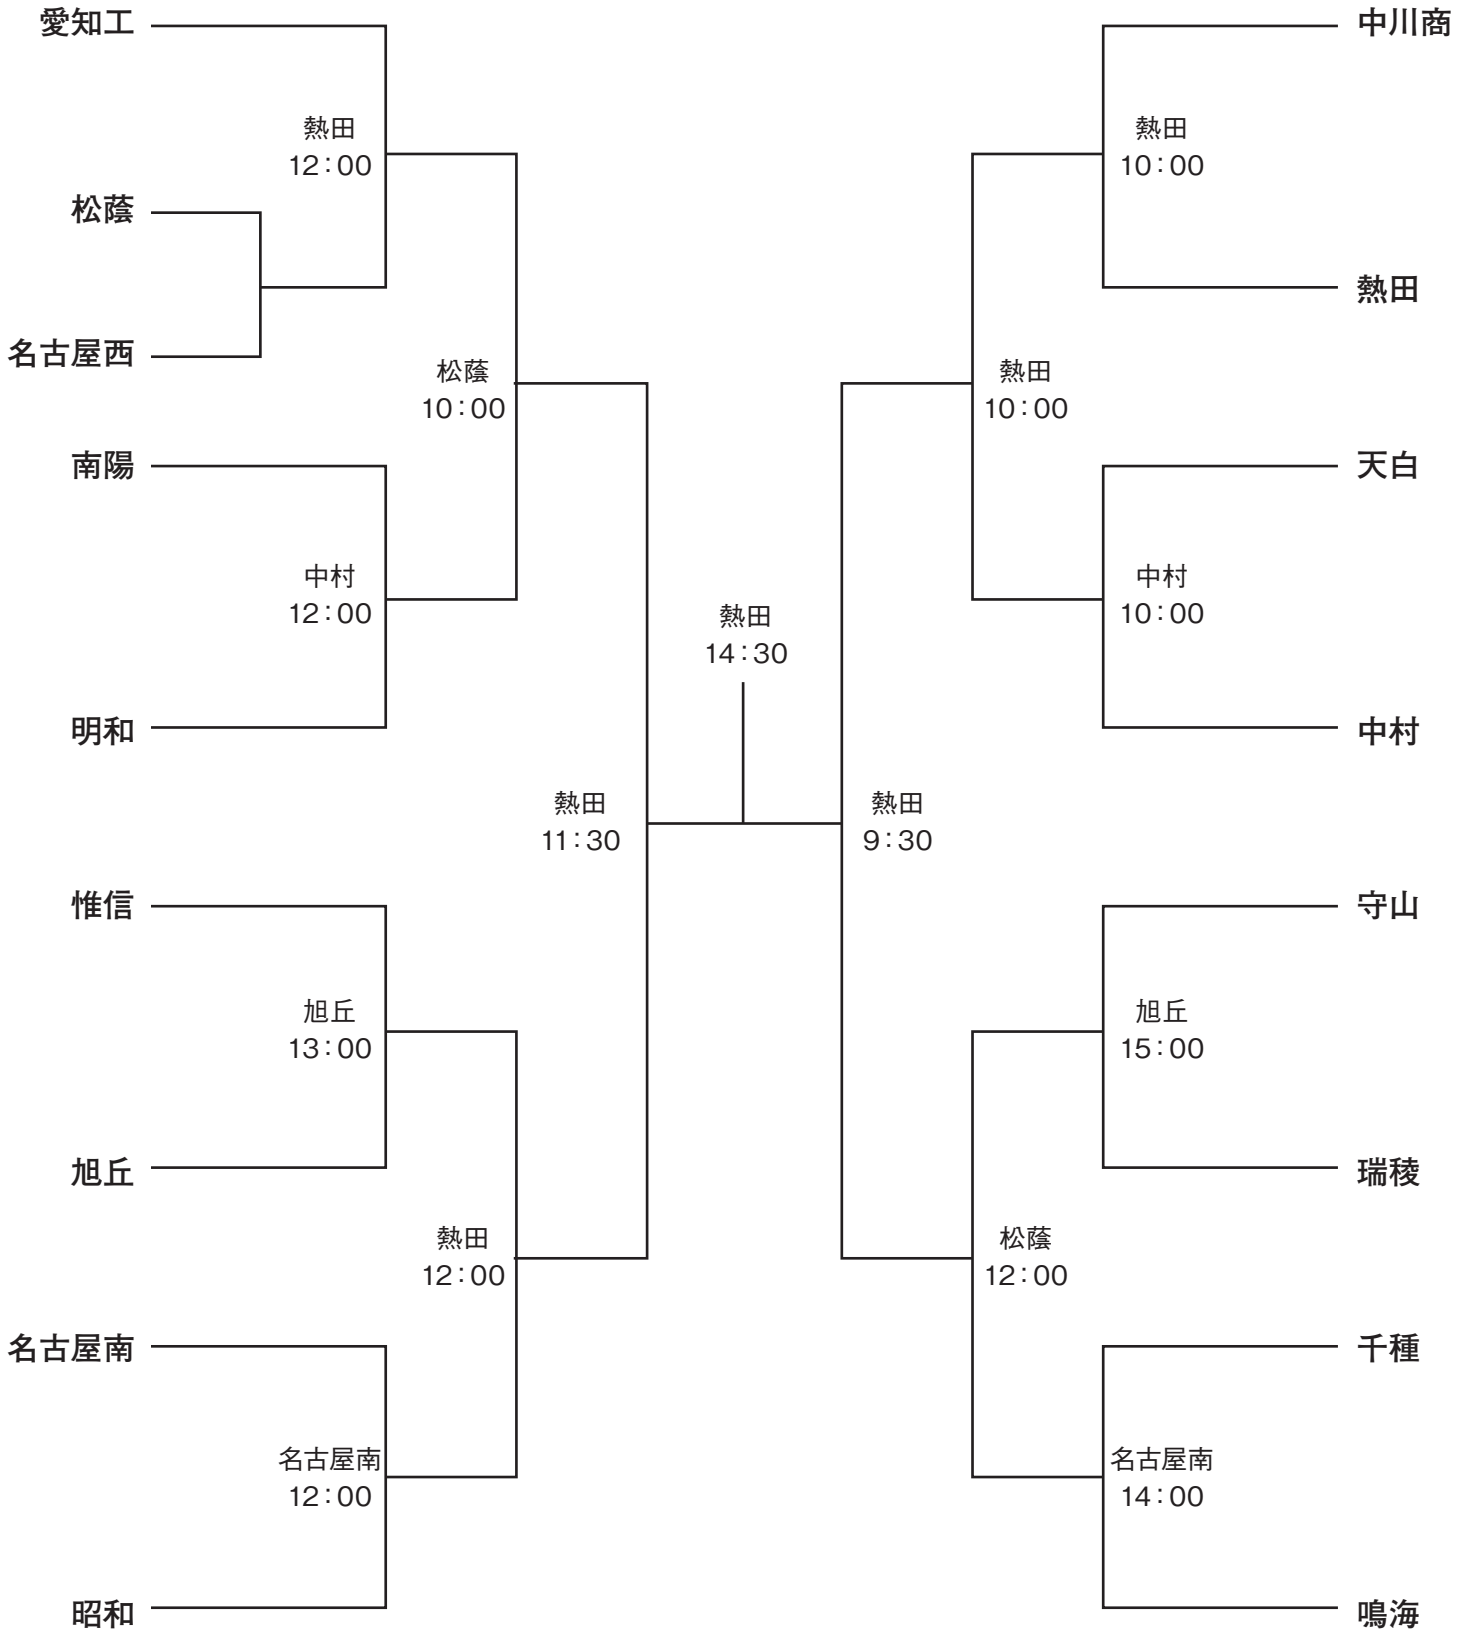 愛知工
熱田
12:00
松蔭
名古屋西
松蔭
10:00
南陽
中村
12:00
明和
熱田
11:30
惟信
旭丘
13:00
旭丘
熱田
12:00
名古屋南
名古屋南
12:00
昭和
熱田
14:30
中川商
熱田
10:00
熱田
熱田
10:00
天白
中村
10:00
中村
熱田
9:30
守山
旭丘
15:00
瑞稜
松蔭
12:00
千種
名古屋南
14:00
鳴海